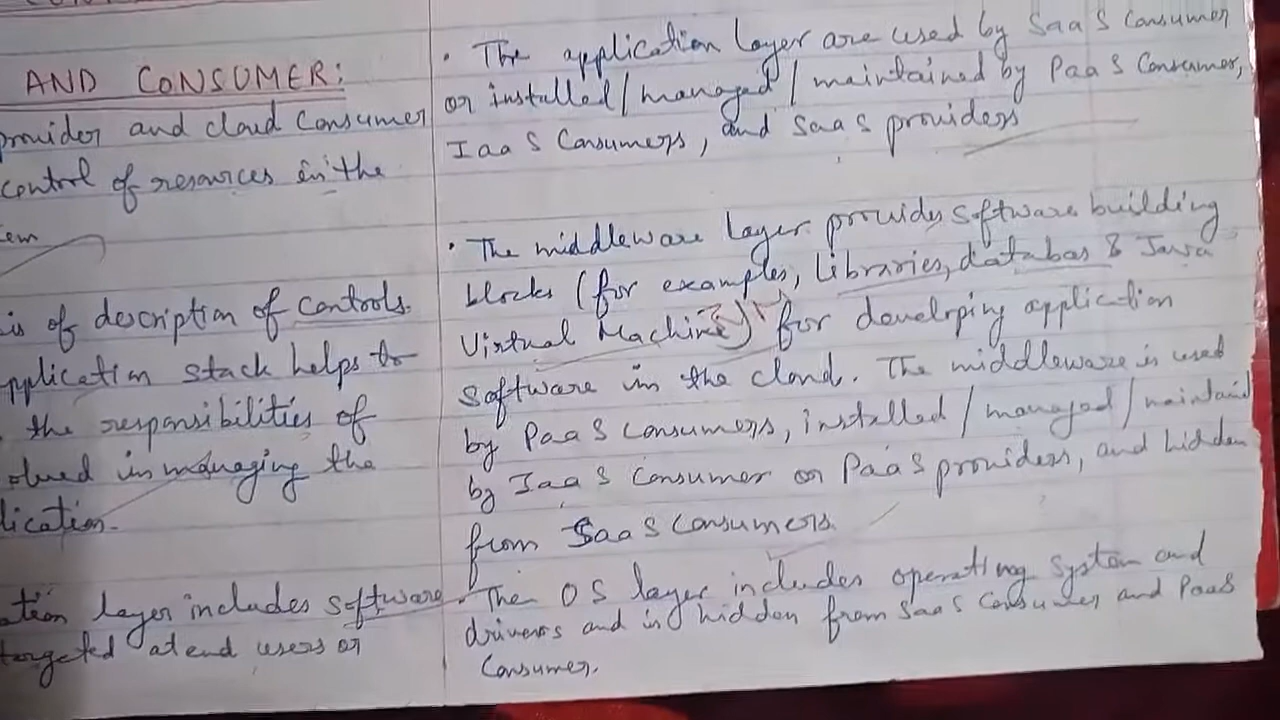 AND CONSUMER:
provider and cloud Consumer
control of resources in the
em
is of description of controls.
pplication stack helps to
the responsibilities of
olved in managing the
lication.
ation layer includes software
targeted at end users or
• The application layer are used by SaaS Consumer
or installed/managed/maintained by PaaS Consumer,
IaaS Consumers, and SaaS providers
• The middleware layer provides software building
blocks (for examples, libraries, databas & Java
Virtual Machine) for developing application
software in the cloud. The middleware is used
by PaaS consumers, installed/managed/maintaind
by IaaS Consumer or PaaS providers, and hidden
from SaaS Consumers.
• The OS layer includes operating system and
drivers and is hidden from SaaS Consumer and PaaS
Consumer.